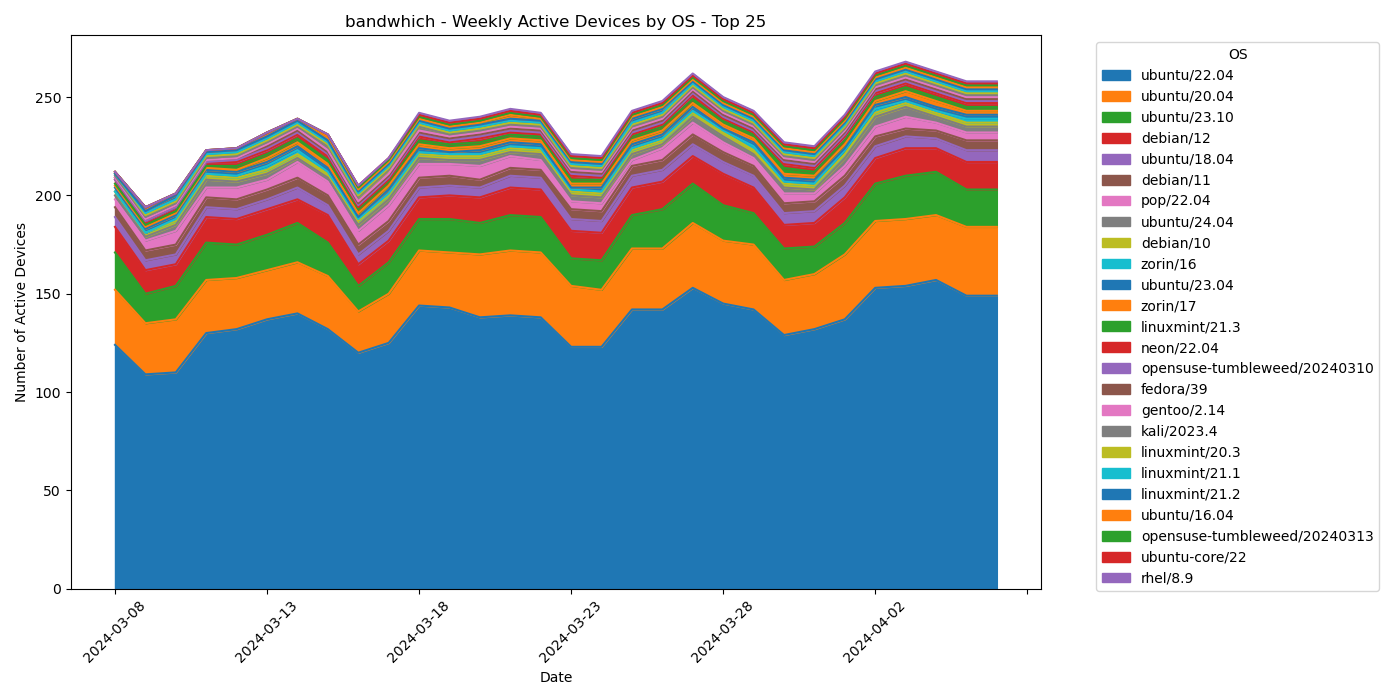 bandwhich - Weekly Active Devices by OS - Top 25
Number of Active Devices
250
200
150
100
50
0
2024-03-08
2024-03-13
2024-03-18
2024-03-23
2024-03-28
2024-04-02
Date
OS
ubuntu/22.04
ubuntu/20.04
ubuntu/23.10
debian/12
ubuntu/18.04
debian/11
pop/22.04
ubuntu/24.04
debian/10
zorin/16
ubuntu/23.04
zorin/17
linuxmint/21.3
neon/22.04
opensuse-tumbleweed/20240310
fedora/39
gentoo/2.14
kali/2023.4
linuxmint/20.3
linuxmint/21.1
linuxmint/21.2
ubuntu/16.04
opensuse-tumbleweed/20240313
ubuntu-core/22
rhel/8.9